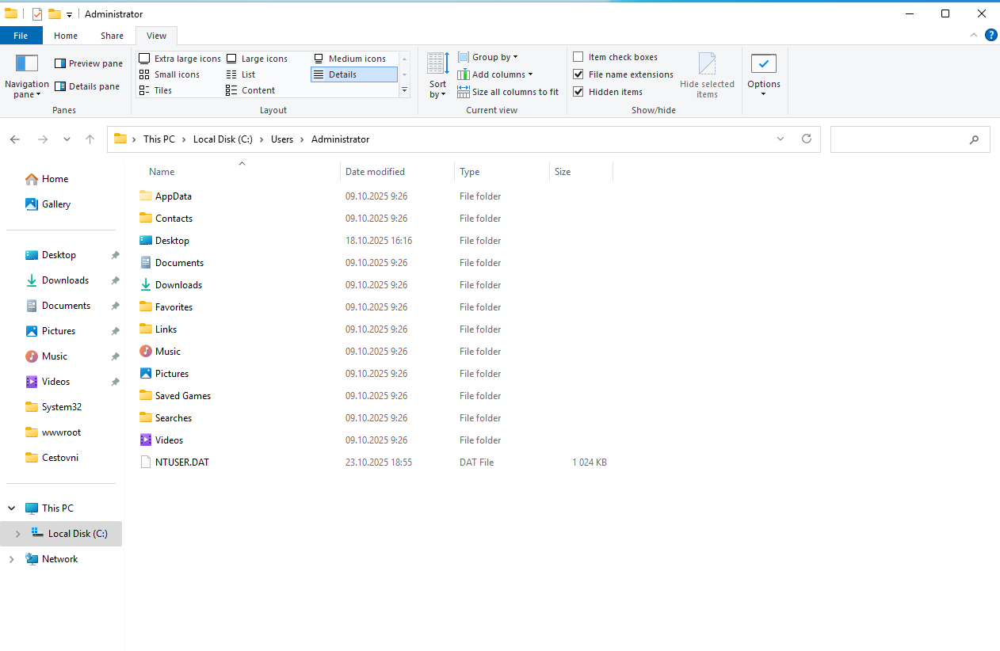 Administrator
File Home Share View
Navigation pane
Preview pane
Details pane
Panes
Extra large icons Large icons Medium icons
Small icons List Details
Tiles Content
Layout
Sort by
Group by
Add columns
Size all columns to fit
Current view
Item check boxes
File name extensions
Hidden items
Hide selected items
Show/hide
Options
This PC › Local Disk (C:) › Users › Administrator
Home
Gallery
Desktop
Downloads
Documents
Pictures
Music
Videos
System32
wwwroot
Cestovni
This PC
Local Disk (C:)
Network
Name Date modified Type Size
AppData 09.10.2025 9:26 File folder
Contacts 09.10.2025 9:26 File folder
Desktop 18.10.2025 16:16 File folder
Documents 09.10.2025 9:26 File folder
Downloads 09.10.2025 9:26 File folder
Favorites 09.10.2025 9:26 File folder
Links 09.10.2025 9:26 File folder
Music 09.10.2025 9:26 File folder
Pictures 09.10.2025 9:26 File folder
Saved Games 09.10.2025 9:26 File folder
Searches 09.10.2025 9:26 File folder
Videos 09.10.2025 9:26 File folder
NTUSER.DAT 23.10.2025 18:55 DAT File 1 024 KB